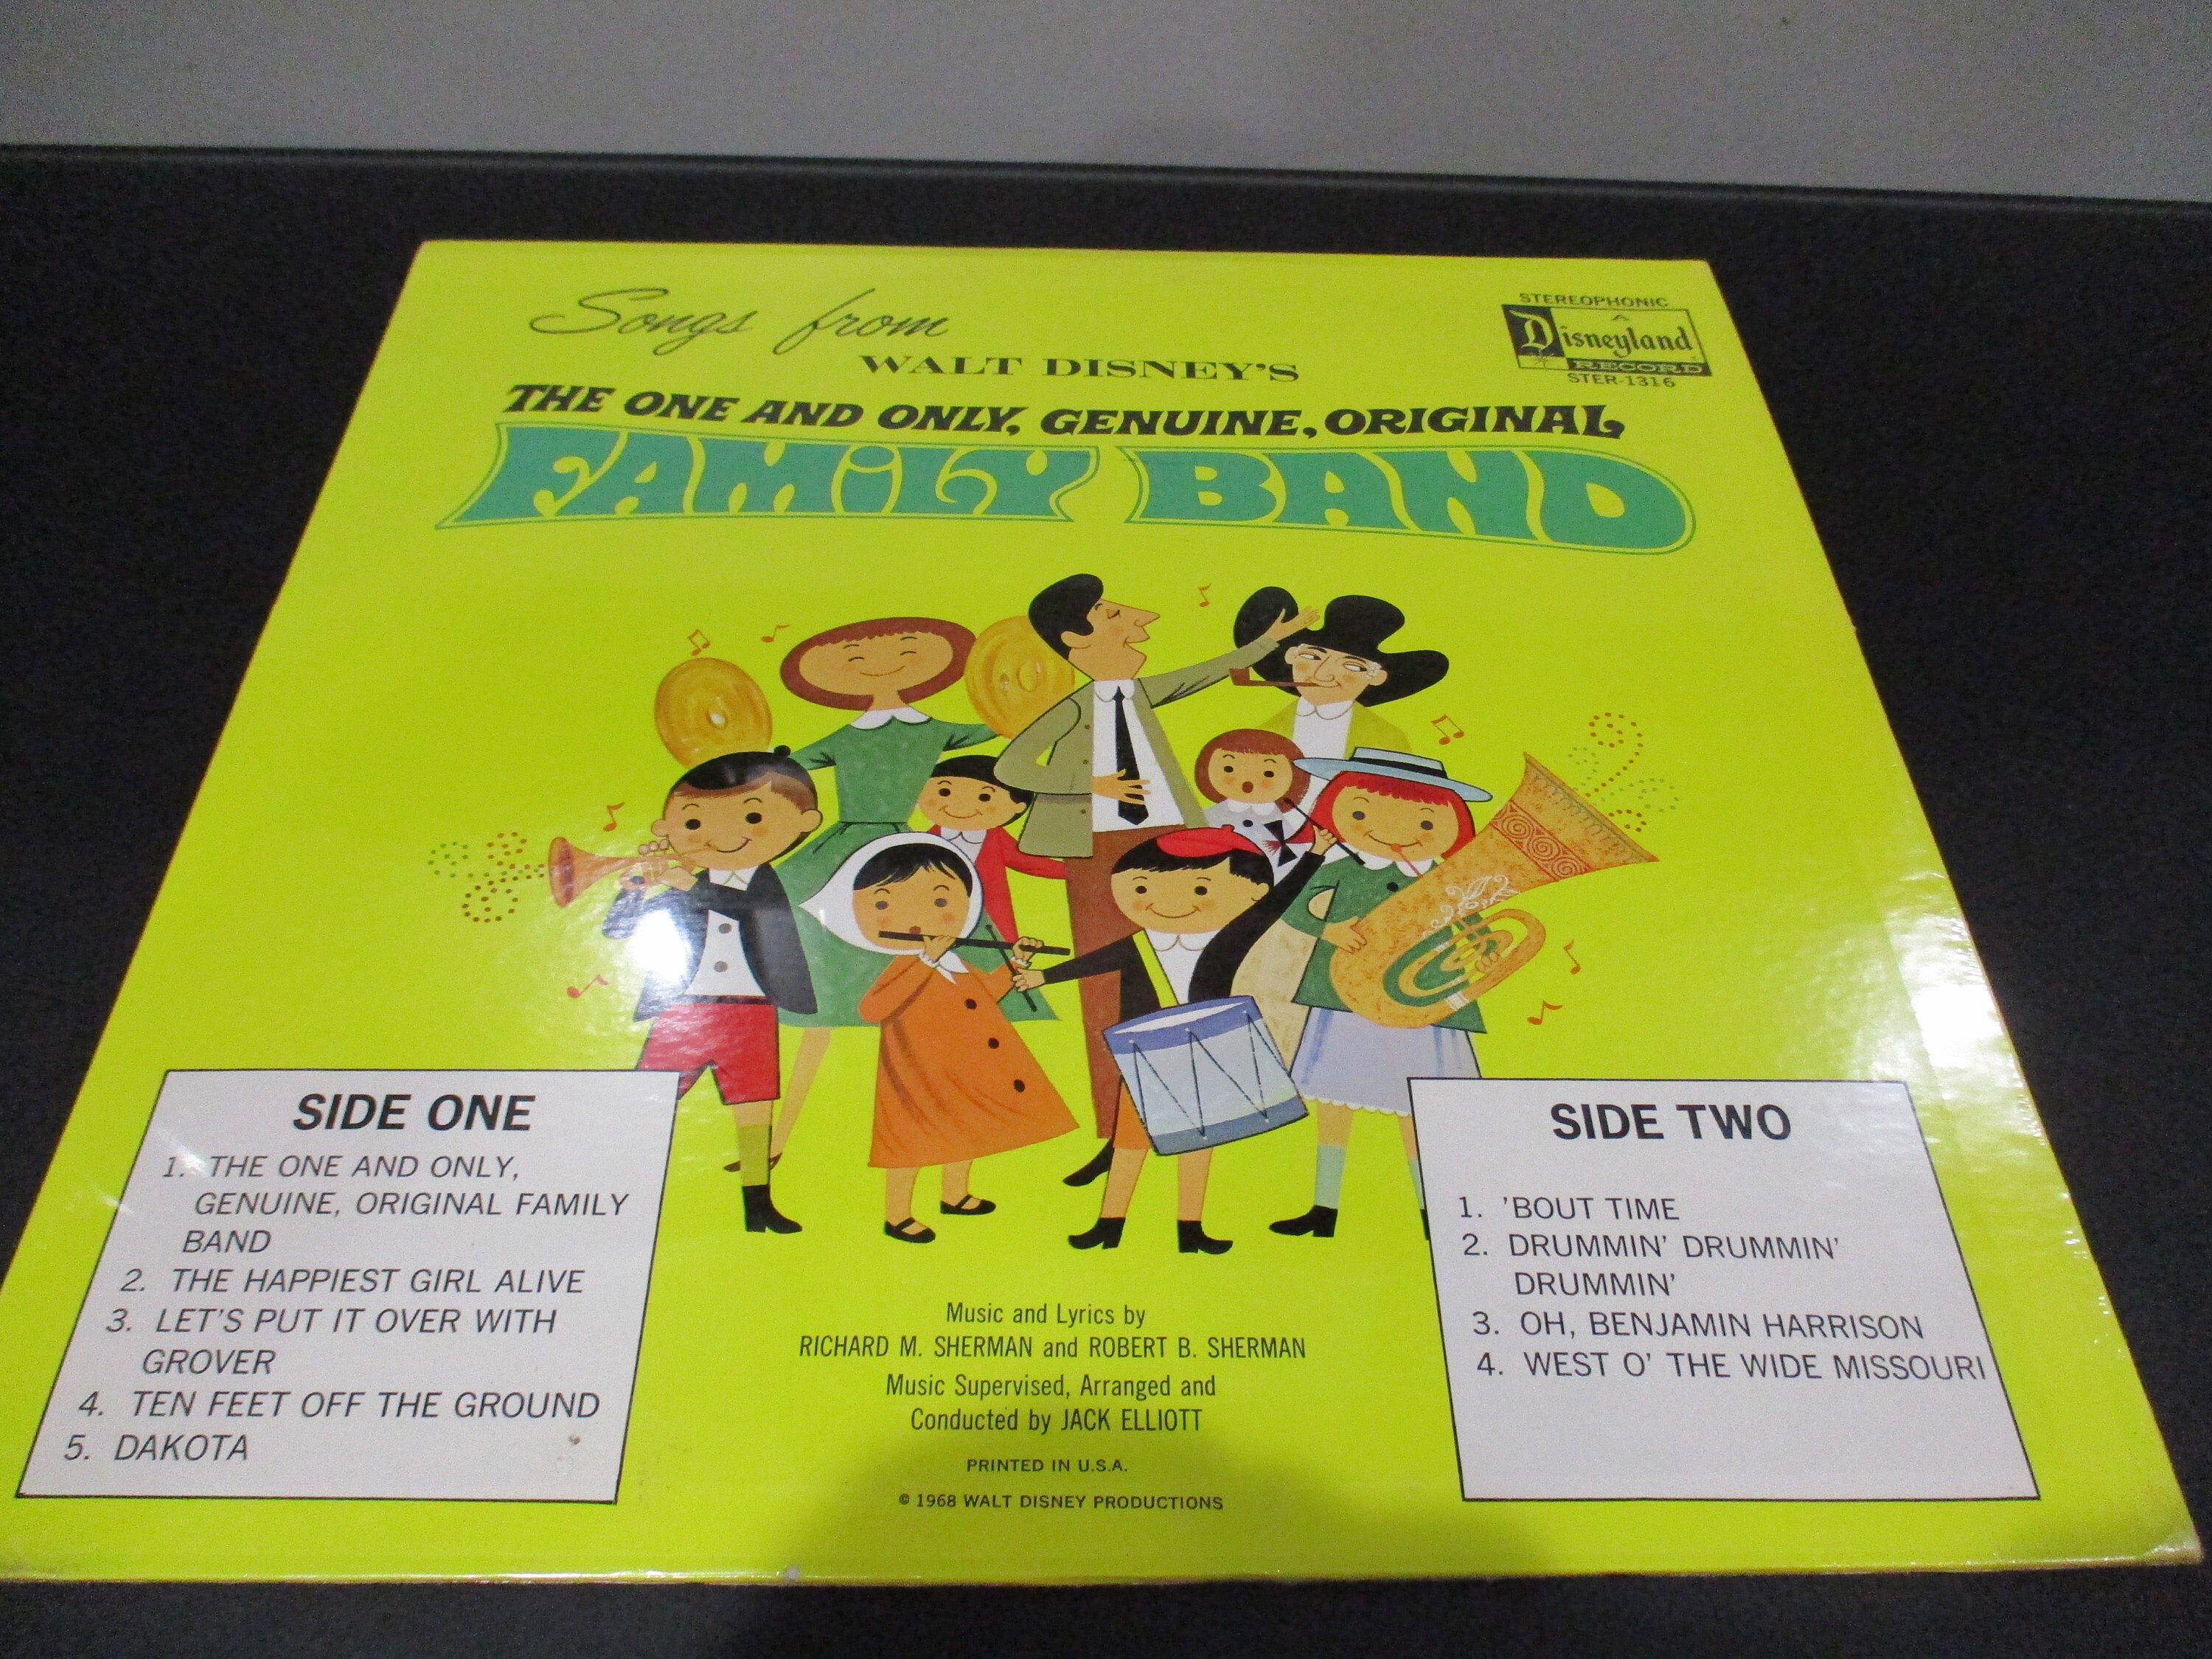 Songs from
WALT DISNEY'S
THE ONE AND ONLY, GENUINE, ORIGINAL
FAMiLY BAND
STEREOPHONIC
A
Disneyland
RECORD
STER-1316
SIDE ONE
1. THE ONE AND ONLY,
GENUINE, ORIGINAL FAMILY
BAND
2. THE HAPPIEST GIRL ALIVE
3. LET'S PUT IT OVER WITH
GROVER
4. TEN FEET OFF THE GROUND
5. DAKOTA
Music and Lyrics by
RICHARD M. SHERMAN and ROBERT B. SHERMAN
Music Supervised, Arranged and
Conducted by JACK ELLIOTT
PRINTED IN U.S.A.
© 1968 WALT DISNEY PRODUCTIONS
SIDE TWO
1. 'BOUT TIME
2. DRUMMIN' DRUMMIN'
DRUMMIN'
3. OH, BENJAMIN HARRISON
4. WEST O' THE WIDE MISSOURI